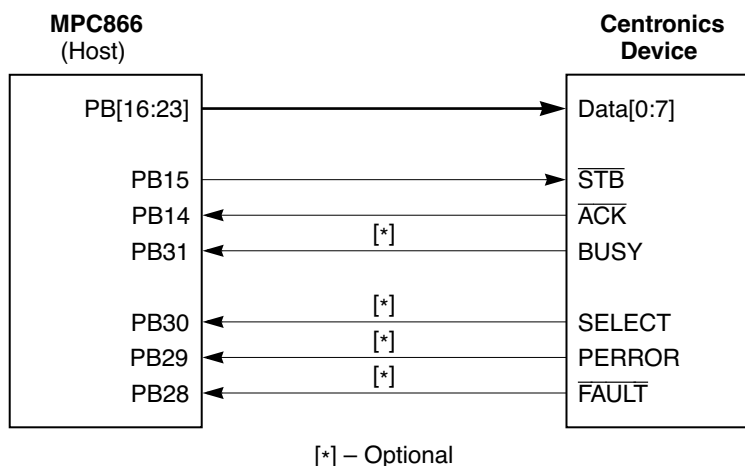 MPC866
(Host)
Centronics
Device
PB[16:23]
Data[0:7]
PB15
STB
PB14
ACK
[*]
PB31
BUSY
[*]
PB30
SELECT
[*]
PB29
PERROR
[*]
PB28
FAULT
[*] – Optional